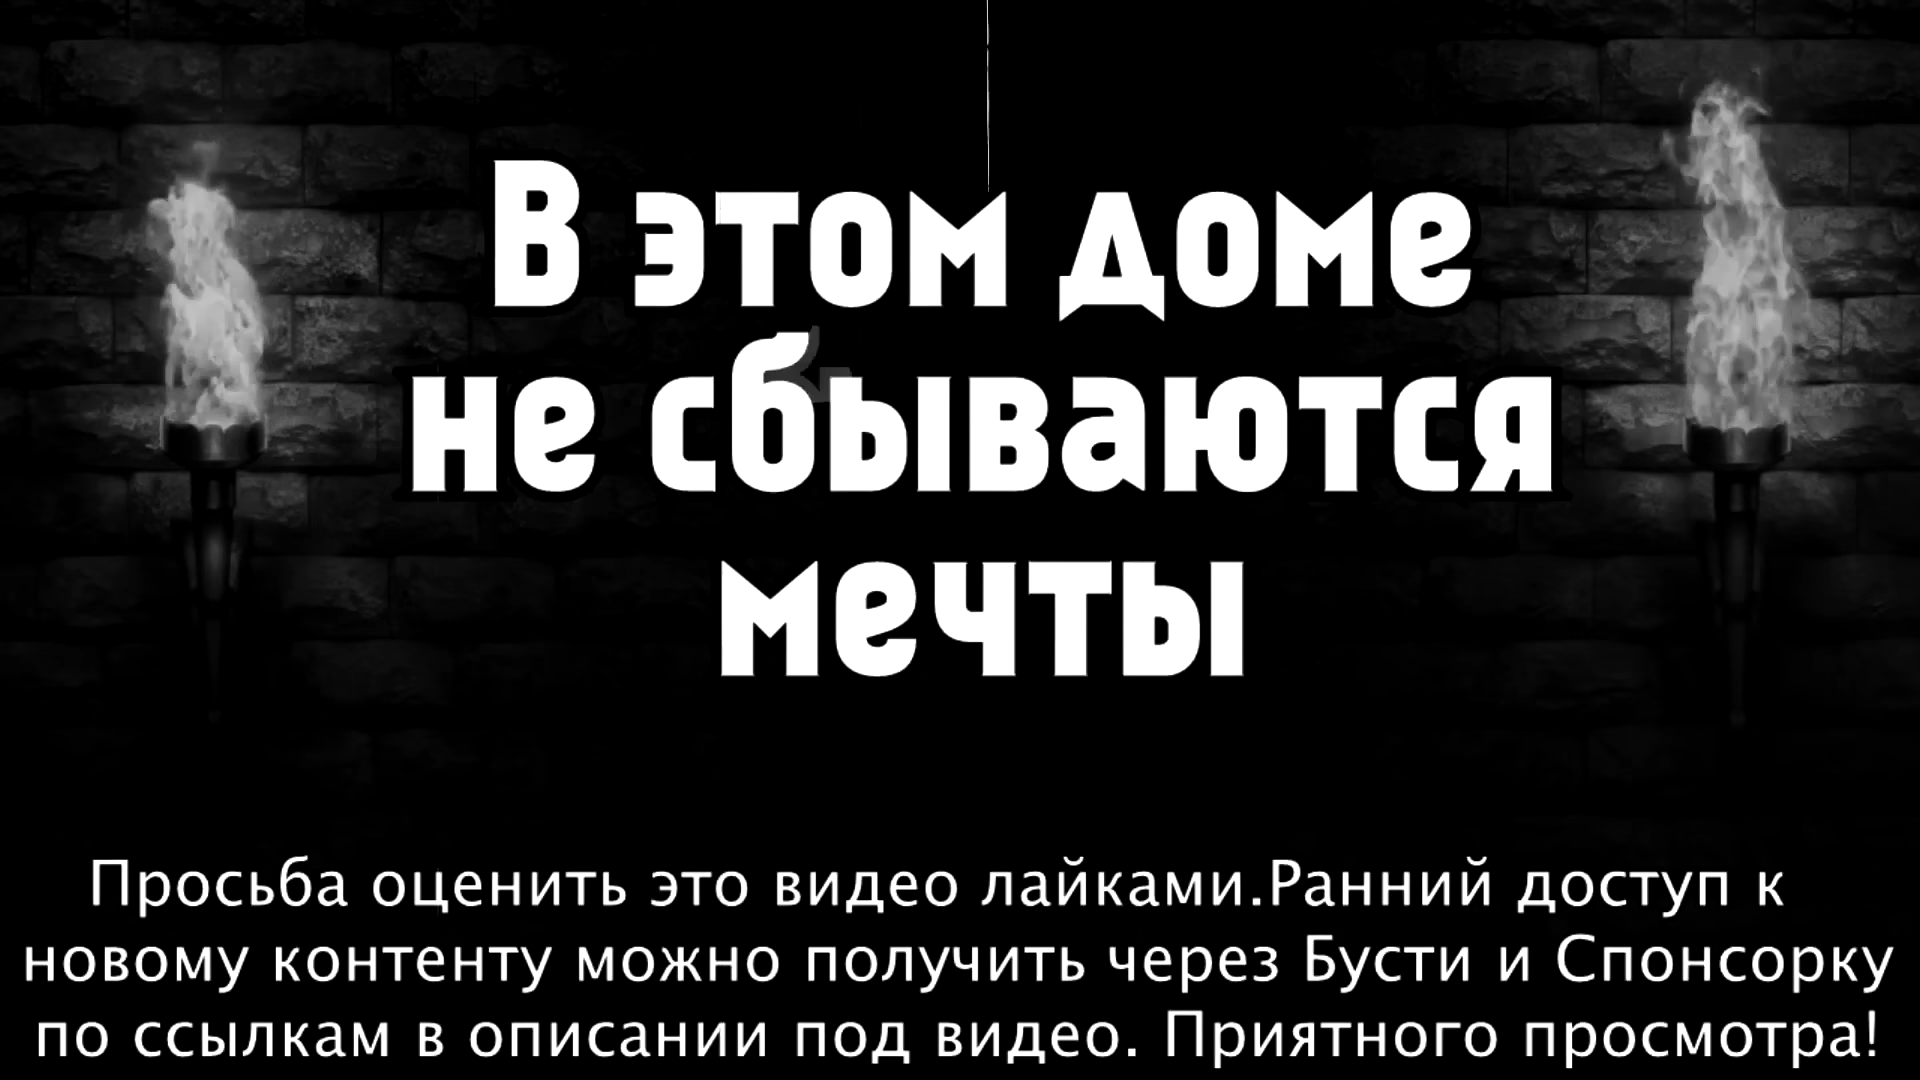 В этом доме
не сбываются
мечты
Просьба оценить это видео лайками.Ранний доступ к
новому контенту можно получить через Бусти и Спонсорку
по ссылкам в описании под видео. Приятного просмотра!